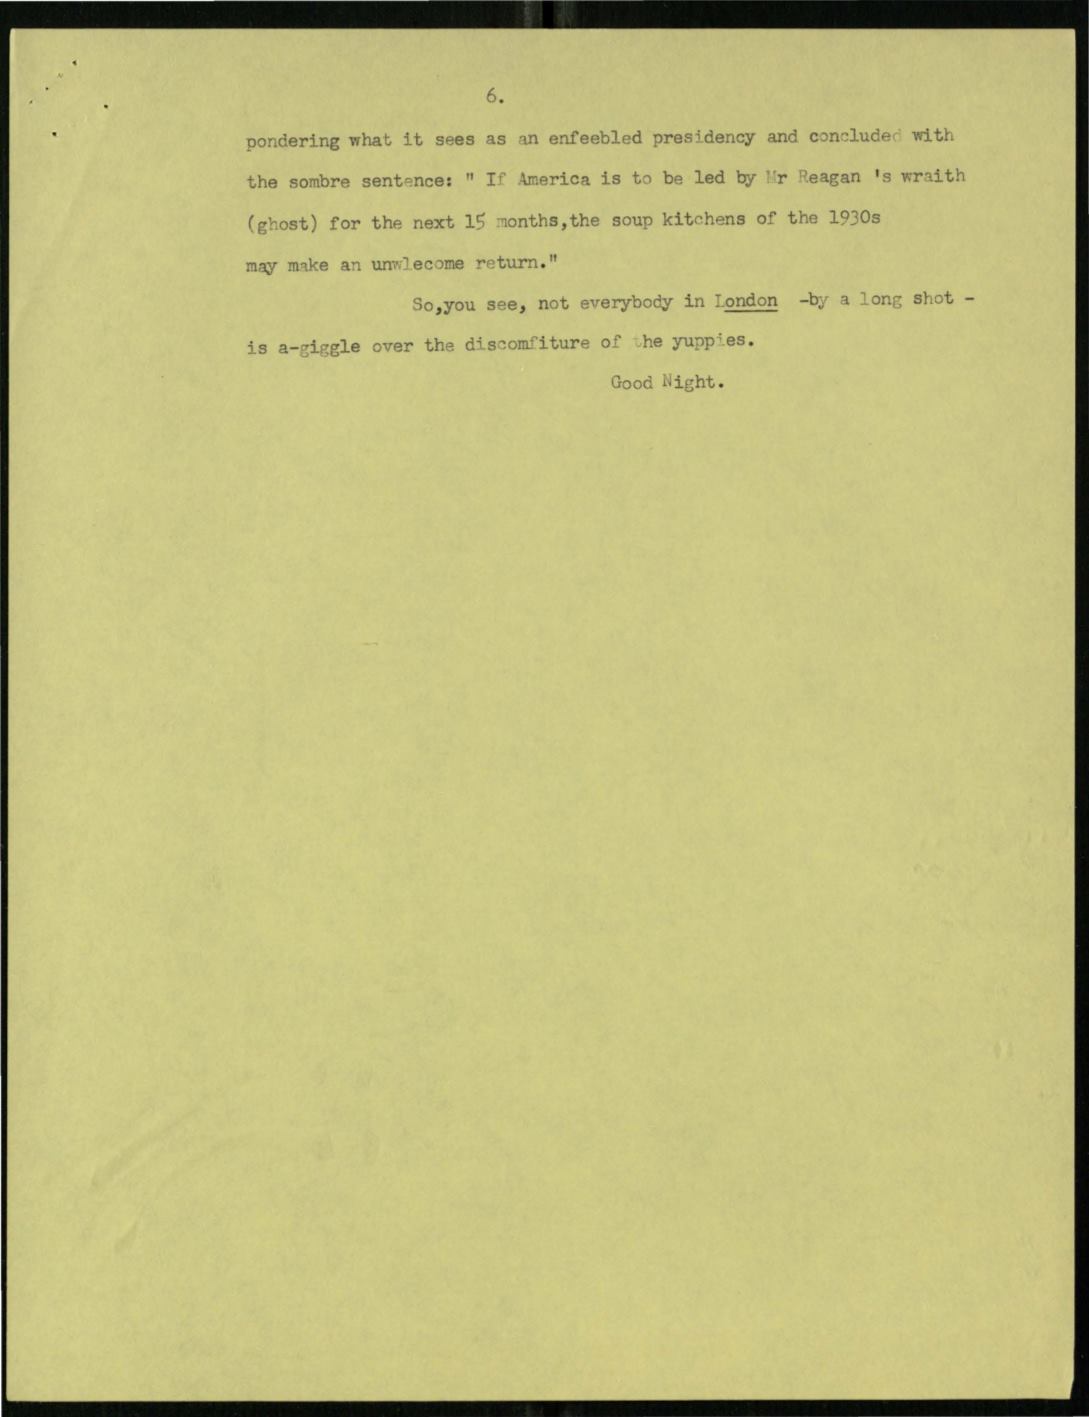 6.
pondering what it sees as an enfeebled presidency and concluded with
the sombre sentence: " If America is to be led by Mr Reagan 's wraith
(ghost) for the next 15 months,the soup kitchens of the 1930s
may make an unwlecome return."
So,you see, not everybody in London -by a long shot -
is a-giggle over the discomfiture of the yuppies.
Good Night.